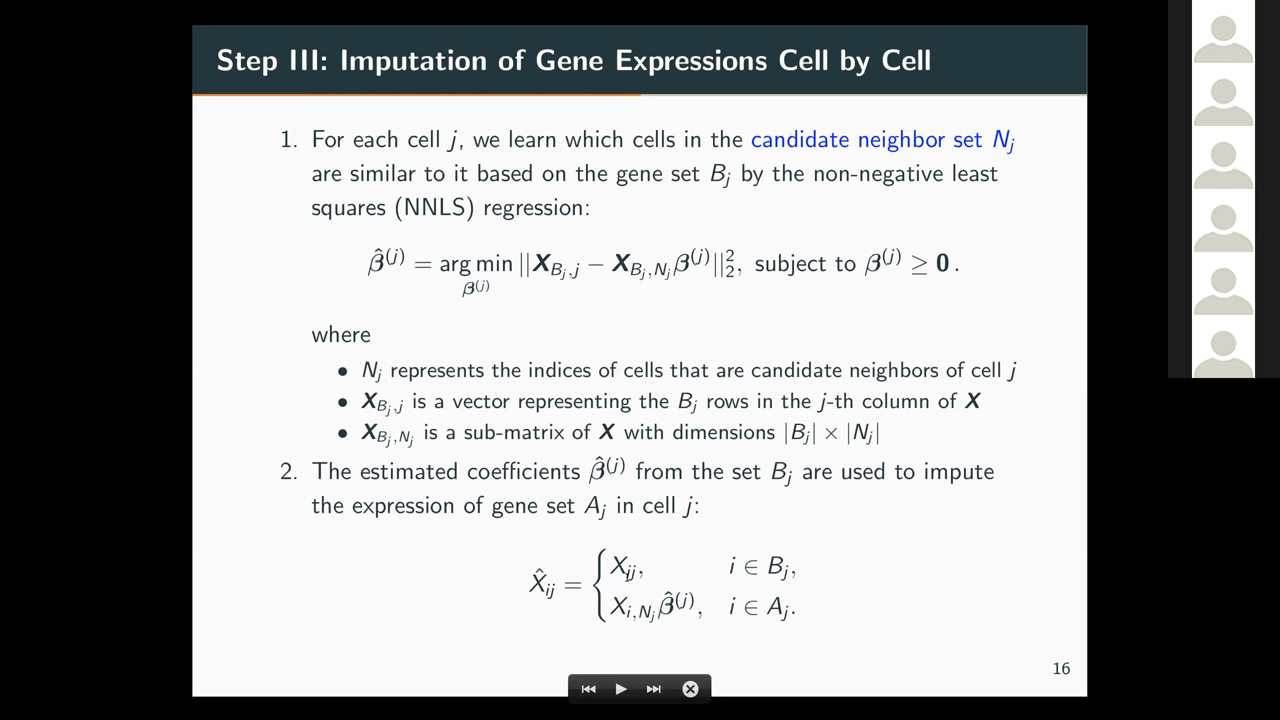 Step III: Imputation of Gene Expressions Cell by Cell
1. For each cell j, we learn which cells in the candidate neighbor set N_j
are similar to it based on the gene set B_j by the non-negative least
squares (NNLS) regression:
β̂^(j) = arg min_{β^(j)} ||X_{B_j,j} − X_{B_j,N_j} β^(j)||_2^2, subject to β^(j) ≥ 0.
where
• N_j represents the indices of cells that are candidate neighbors of cell j
• X_{B_j,j} is a vector representing the B_j rows in the j-th column of X
• X_{B_j,N_j} is a sub-matrix of X with dimensions |B_j| × |N_j|
2. The estimated coefficients β̂^(j) from the set B_j are used to impute
the expression of gene set A_j in cell j:
X̂_ij = { X_ij, i ∈ B_j,
X_{i,N_j} β̂^(j), i ∈ A_j.
16